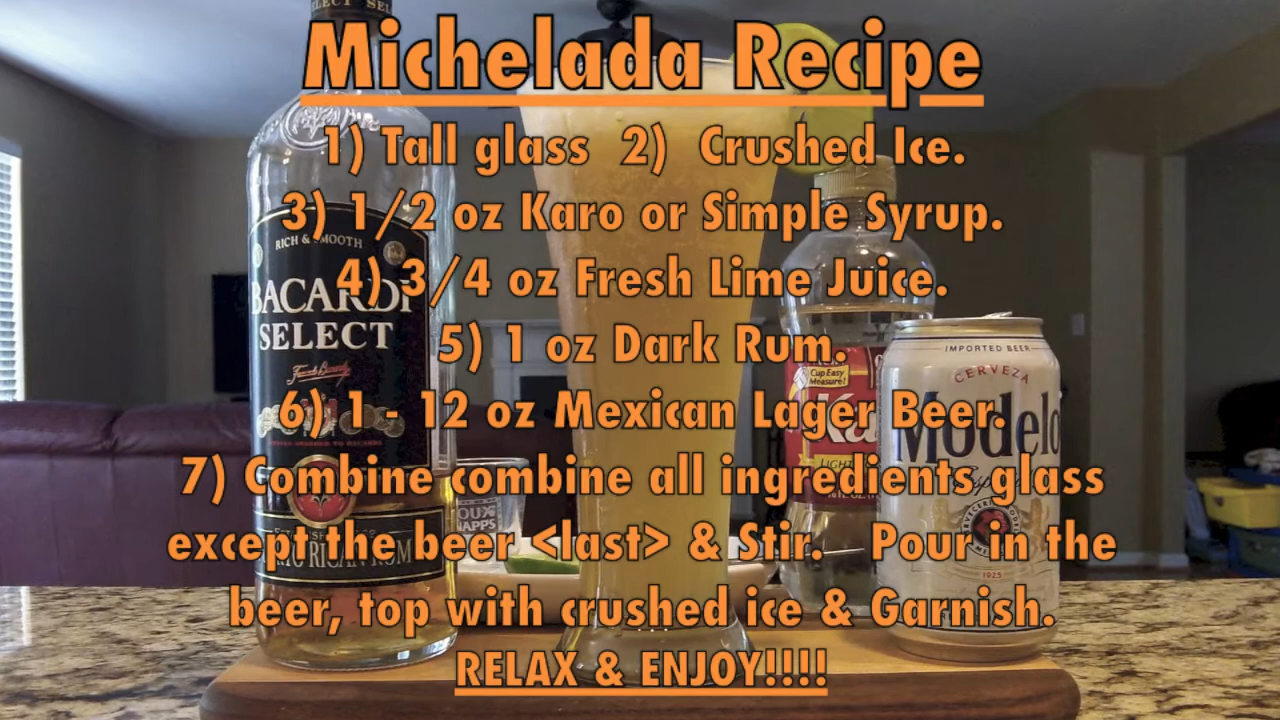 SELECT SEL
Michelada Recipe
1) Tall glass 2) Crushed Ice.
3) 1/2 oz Karo or Simple Syrup.
RICH & SMOOTH
4) 3/4 oz Fresh Lime Juice.
BACARDI
SELECT
5) 1 oz Dark Rum.
IMPORTED BEER
CERVEZA
Cup Easy
Measure!
6) 1 - 12 oz Mexican Lager Beer.
Modelo
LIGHT
7) Combine combine all ingredients glass
except the beer <last> & Stir. Pour in the
1925
beer, top with crushed ice & Garnish.
RELAX & ENJOY!!!!